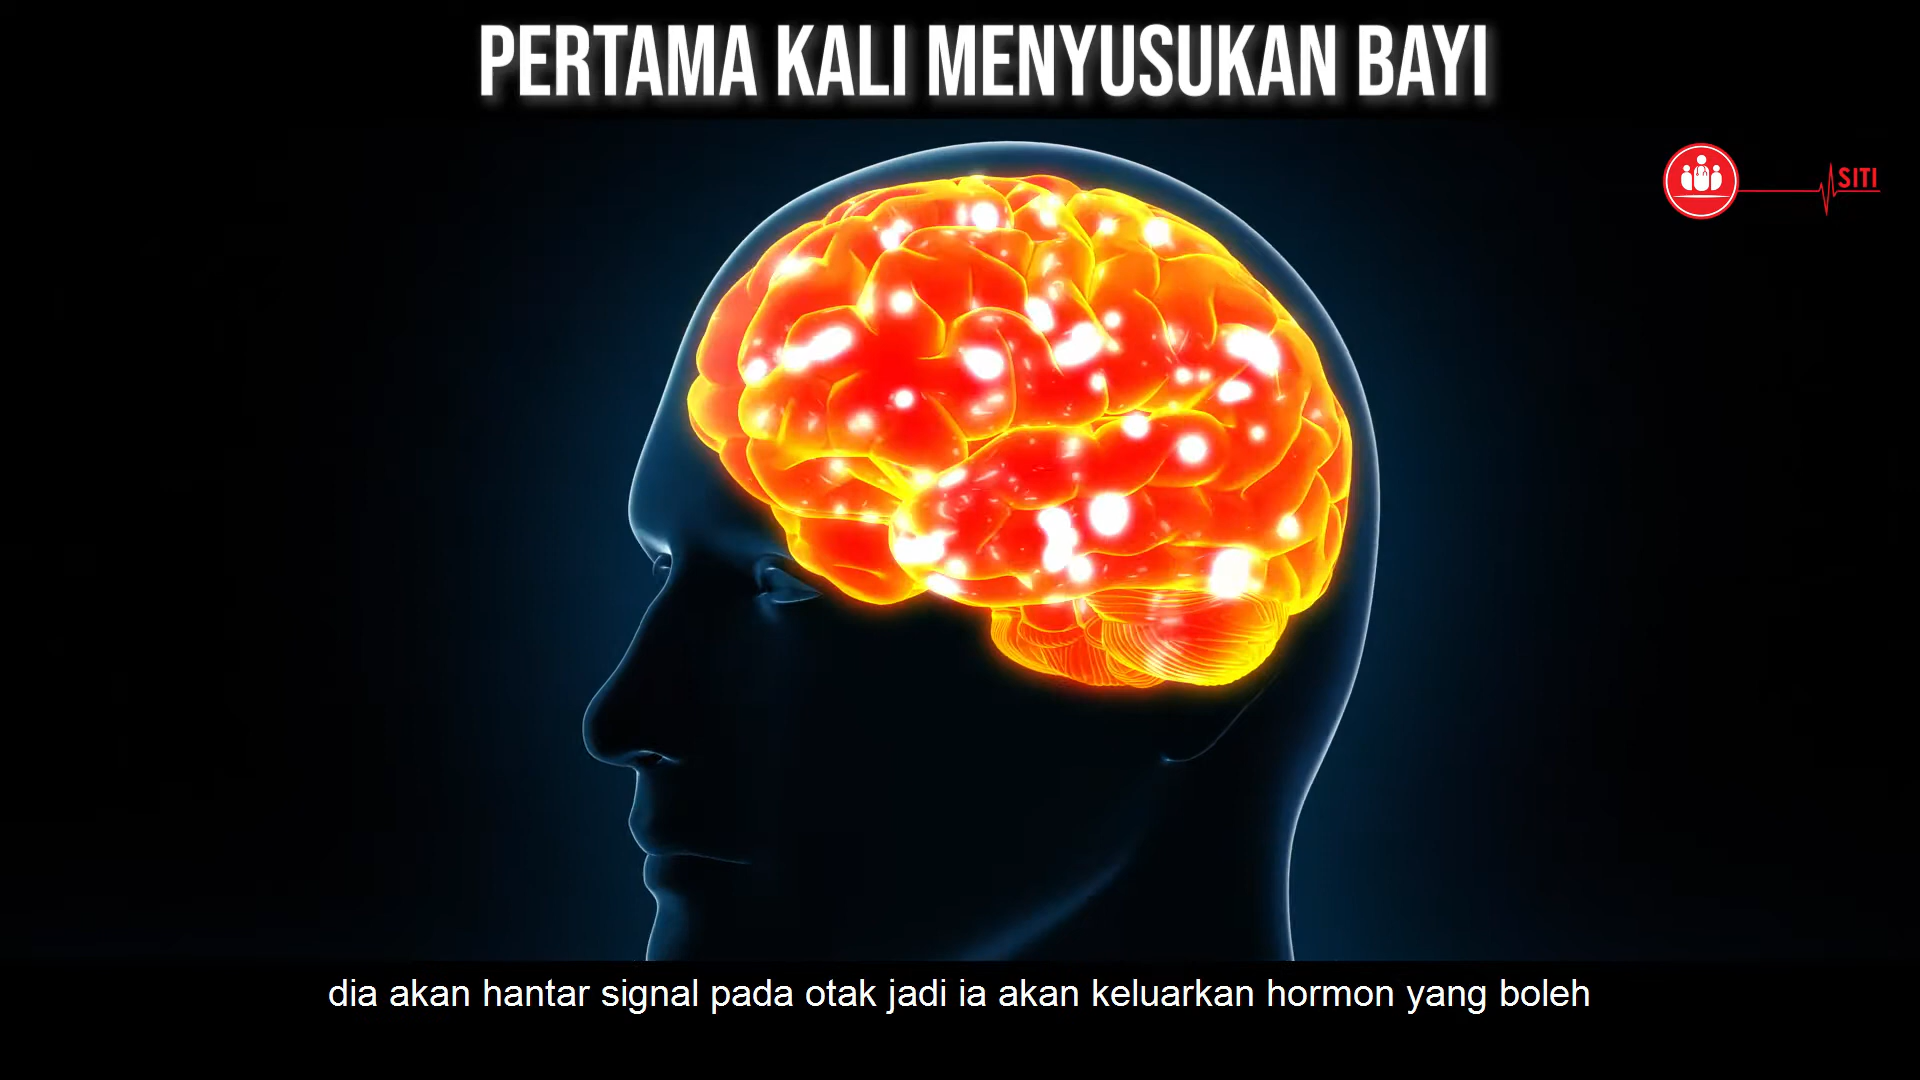 PERTAMA KALI MENYUSUKAN BAYI
SITI
dia akan hantar signal pada otak jadi ia akan keluarkan hormon yang boleh